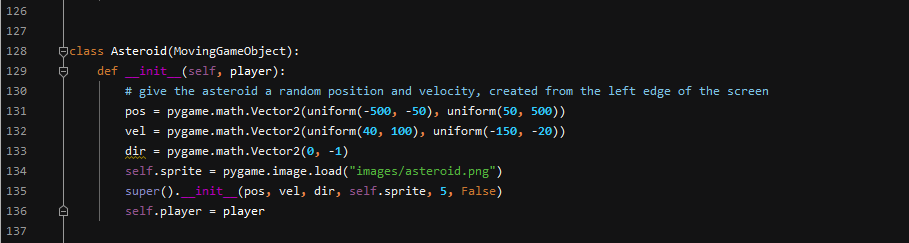 126
127
128 class Asteroid(MovingGameObject):
129     def __init__(self, player):
130         # give the asteroid a random position and velocity, created from the left edge of the screen
131         pos = pygame.math.Vector2(uniform(-500, -50), uniform(50, 500))
132         vel = pygame.math.Vector2(uniform(40, 100), uniform(-150, -20))
133         dir = pygame.math.Vector2(0, -1)
134         self.sprite = pygame.image.load("images/asteroid.png")
135         super().__init__(pos, vel, dir, self.sprite, 5, False)
136         self.player = player
137